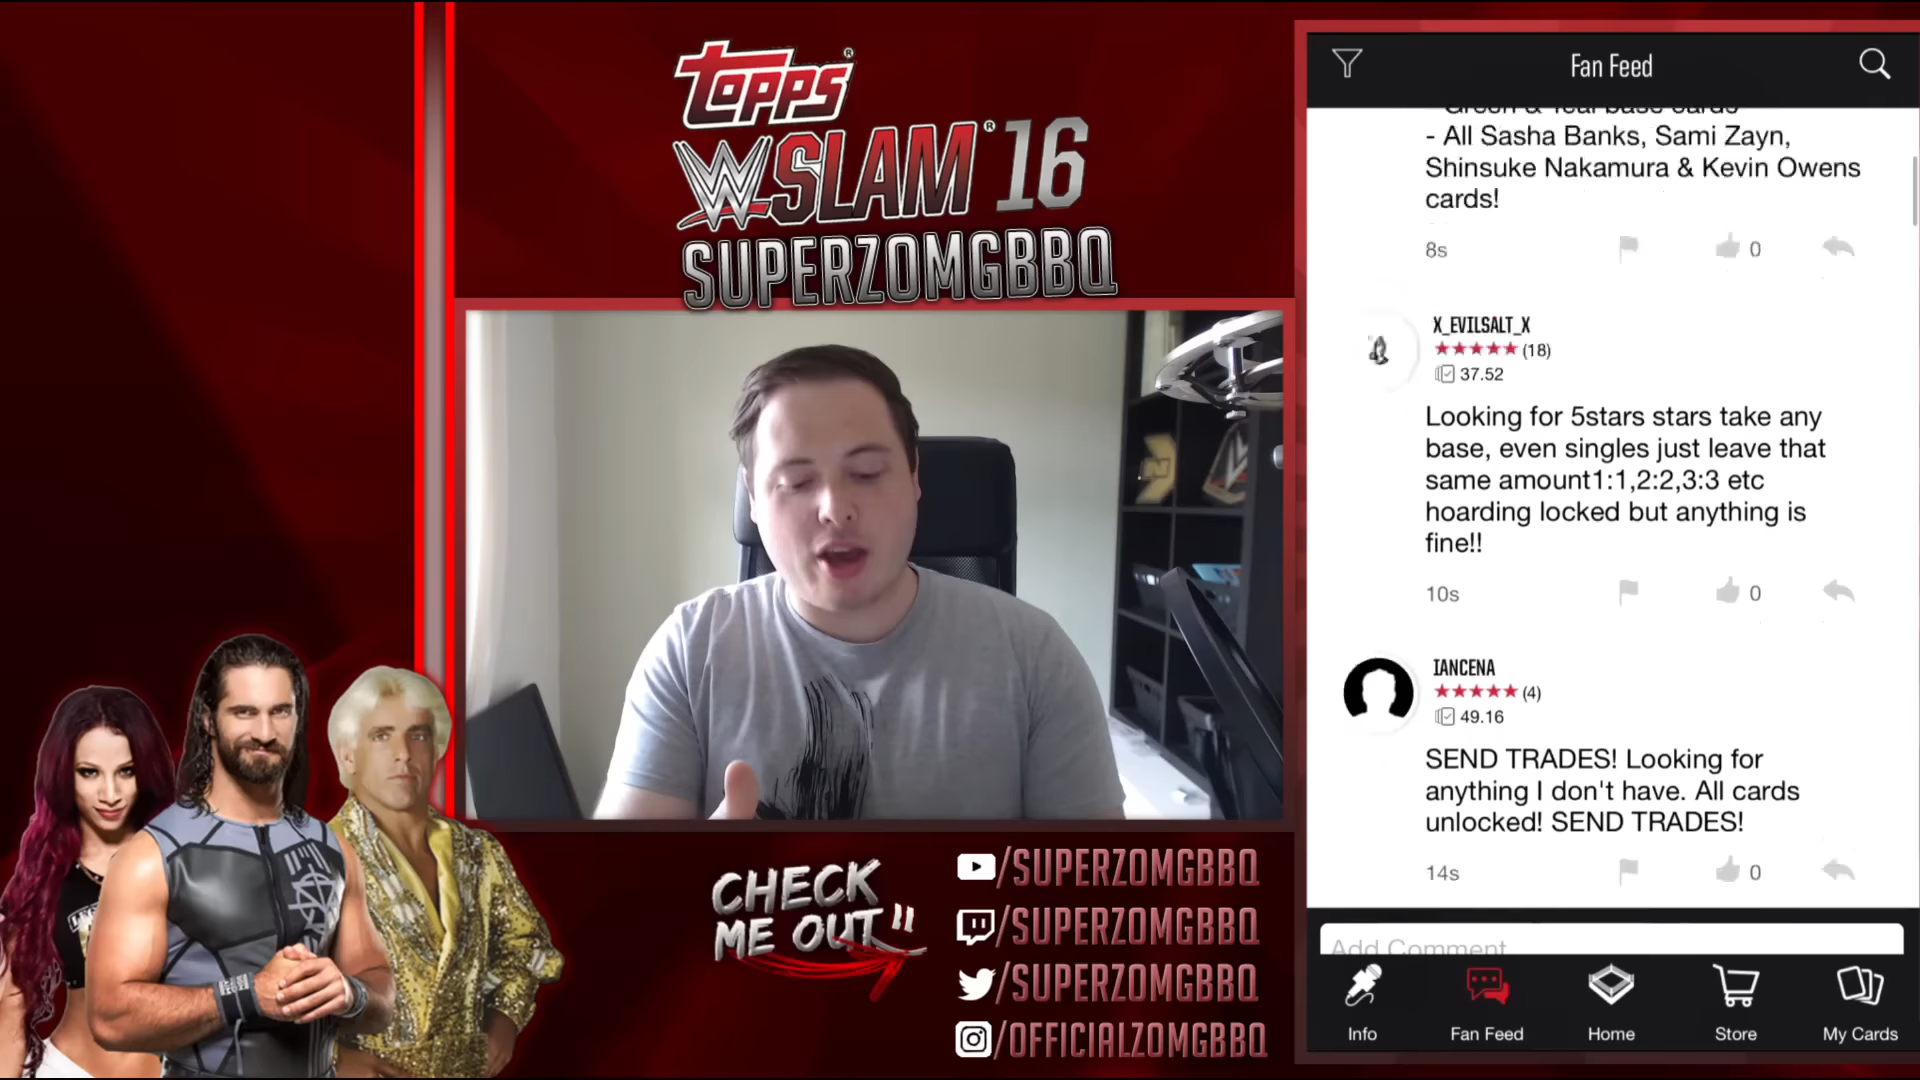 TOPPS
W SLAM '16
SUPERZOMGBBQ
CHECK
ME OUT!!
/SUPERZOMGBBQ
/SUPERZOMGBBQ
/SUPERZOMGBBQ
/OFFICIALZOMGBBQ
Fan Feed
- Green & Teal base cards
- All Sasha Banks, Sami Zayn,
Shinsuke Nakamura & Kevin Owens
cards!
8s
0
X_EVILSALT_X
(18)
37.52
Looking for 5stars stars take any
base, even singles just leave that
same amount1:1,2:2,3:3 etc
hoarding locked but anything is
fine!!
10s
0
IANCENA
(4)
49.16
SEND TRADES! Looking for
anything I don't have. All cards
unlocked! SEND TRADES!
14s
0
Add Comment
Info
Fan Feed
Home
Store
My Cards